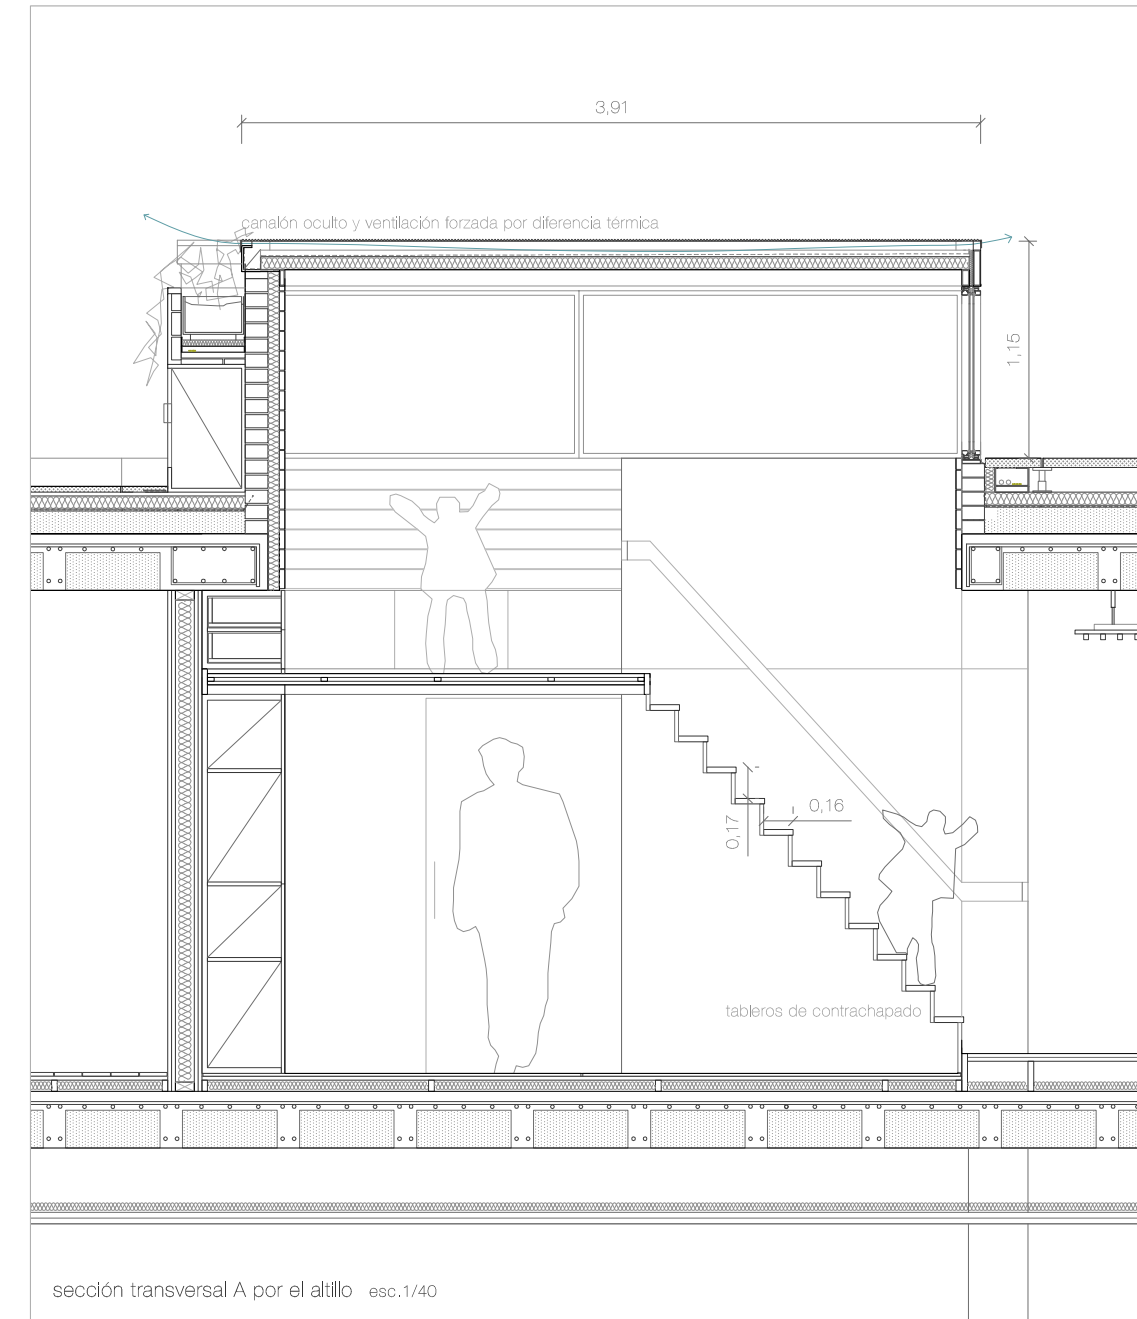 3,91
canalón oculto y ventilación forzada por diferencia térmica
1,15
0,16
0,17
tableros de contrachapado
sección transversal A por el altillo esc.1/40